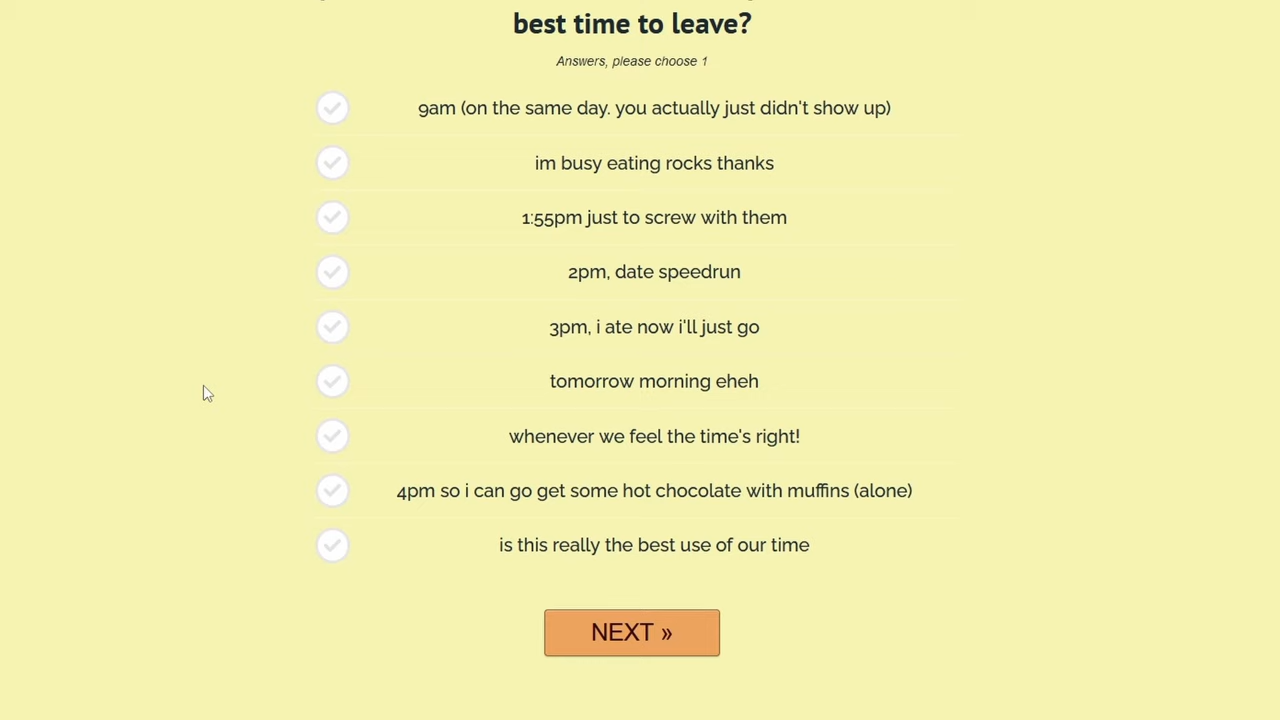 best time to leave?
Answers, please choose 1
9am (on the same day. you actually just didn't show up)
im busy eating rocks thanks
1:55pm just to screw with them
2pm, date speedrun
3pm, i ate now i'll just go
tomorrow morning eheh
whenever we feel the time's right!
4pm so i can go get some hot chocolate with muffins (alone)
is this really the best use of our time
NEXT »